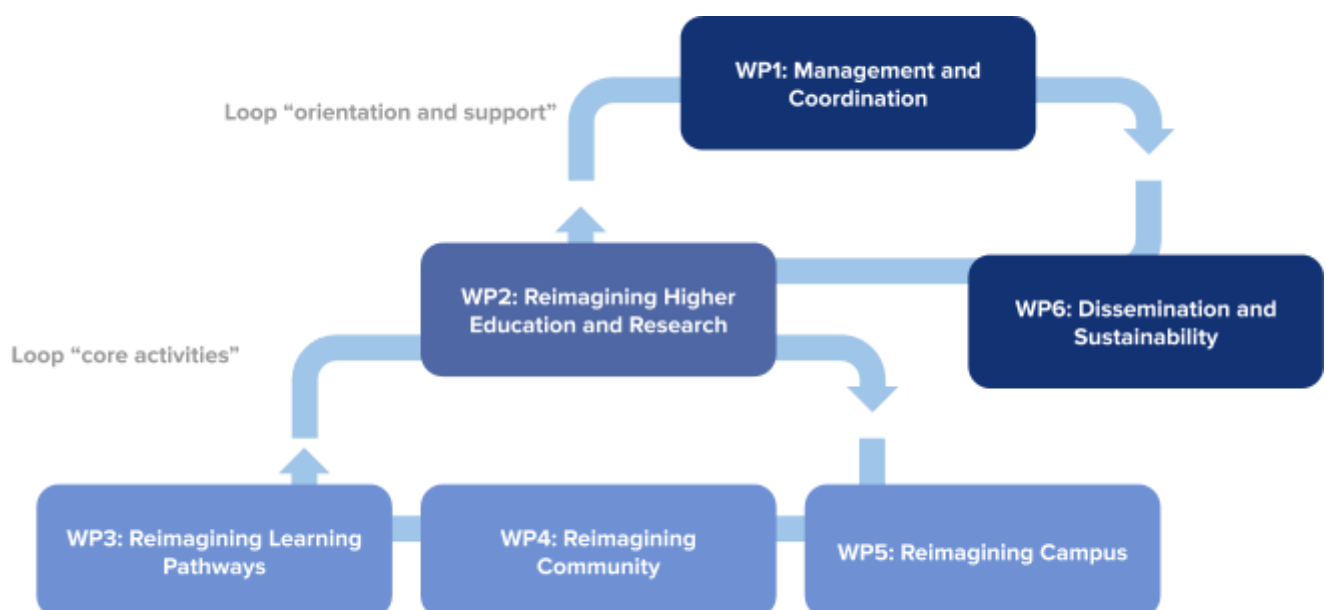 WP1: Management and
Coordination
Loop “orientation and support”
WP2: Reimagining Higher
Education and Research
WP6: Dissemination and
Sustainability
Loop “core activities”
WP3: Reimagining Learning
Pathways
WP4: Reimagining
Community
WP5: Reimagining Campus